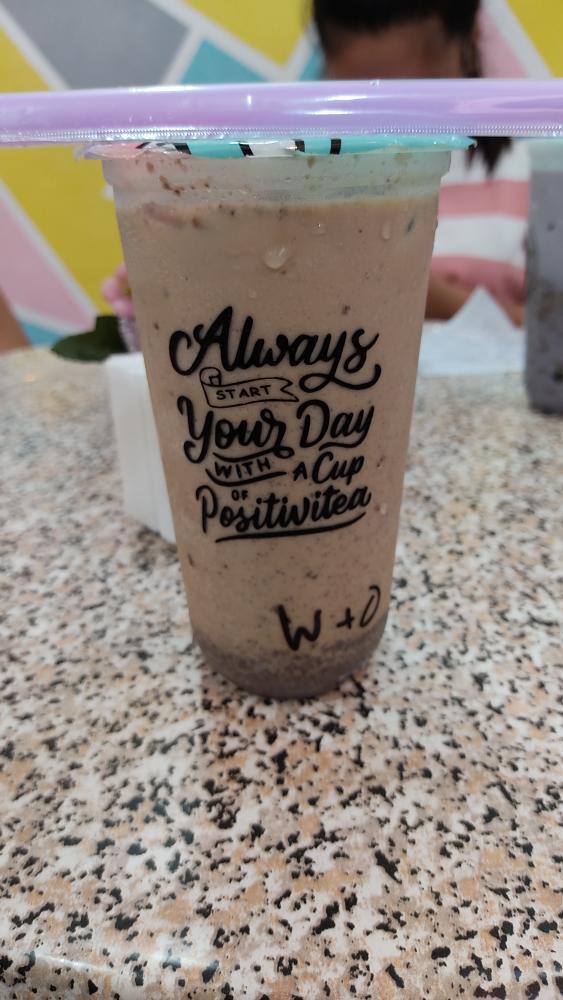 Always
START
Your Day
WITH A Cup
OF
Positivitea
W + O